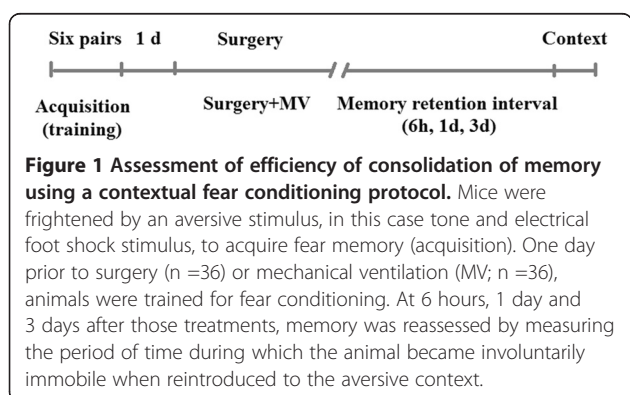 Six pairs 1 d Surgery Context
Acquisition Surgery+MV Memory retention interval
(training) (6h, 1d, 3d)
Figure 1 Assessment of efficiency of consolidation of memory
using a contextual fear conditioning protocol. Mice were
frightened by an aversive stimulus, in this case tone and electrical
foot shock stimulus, to acquire fear memory (acquisition). One day
prior to surgery (n =36) or mechanical ventilation (MV; n =36),
animals were trained for fear conditioning. At 6 hours, 1 day and
3 days after those treatments, memory was reassessed by measuring
the period of time during which the animal became involuntarily
immobile when reintroduced to the aversive context.